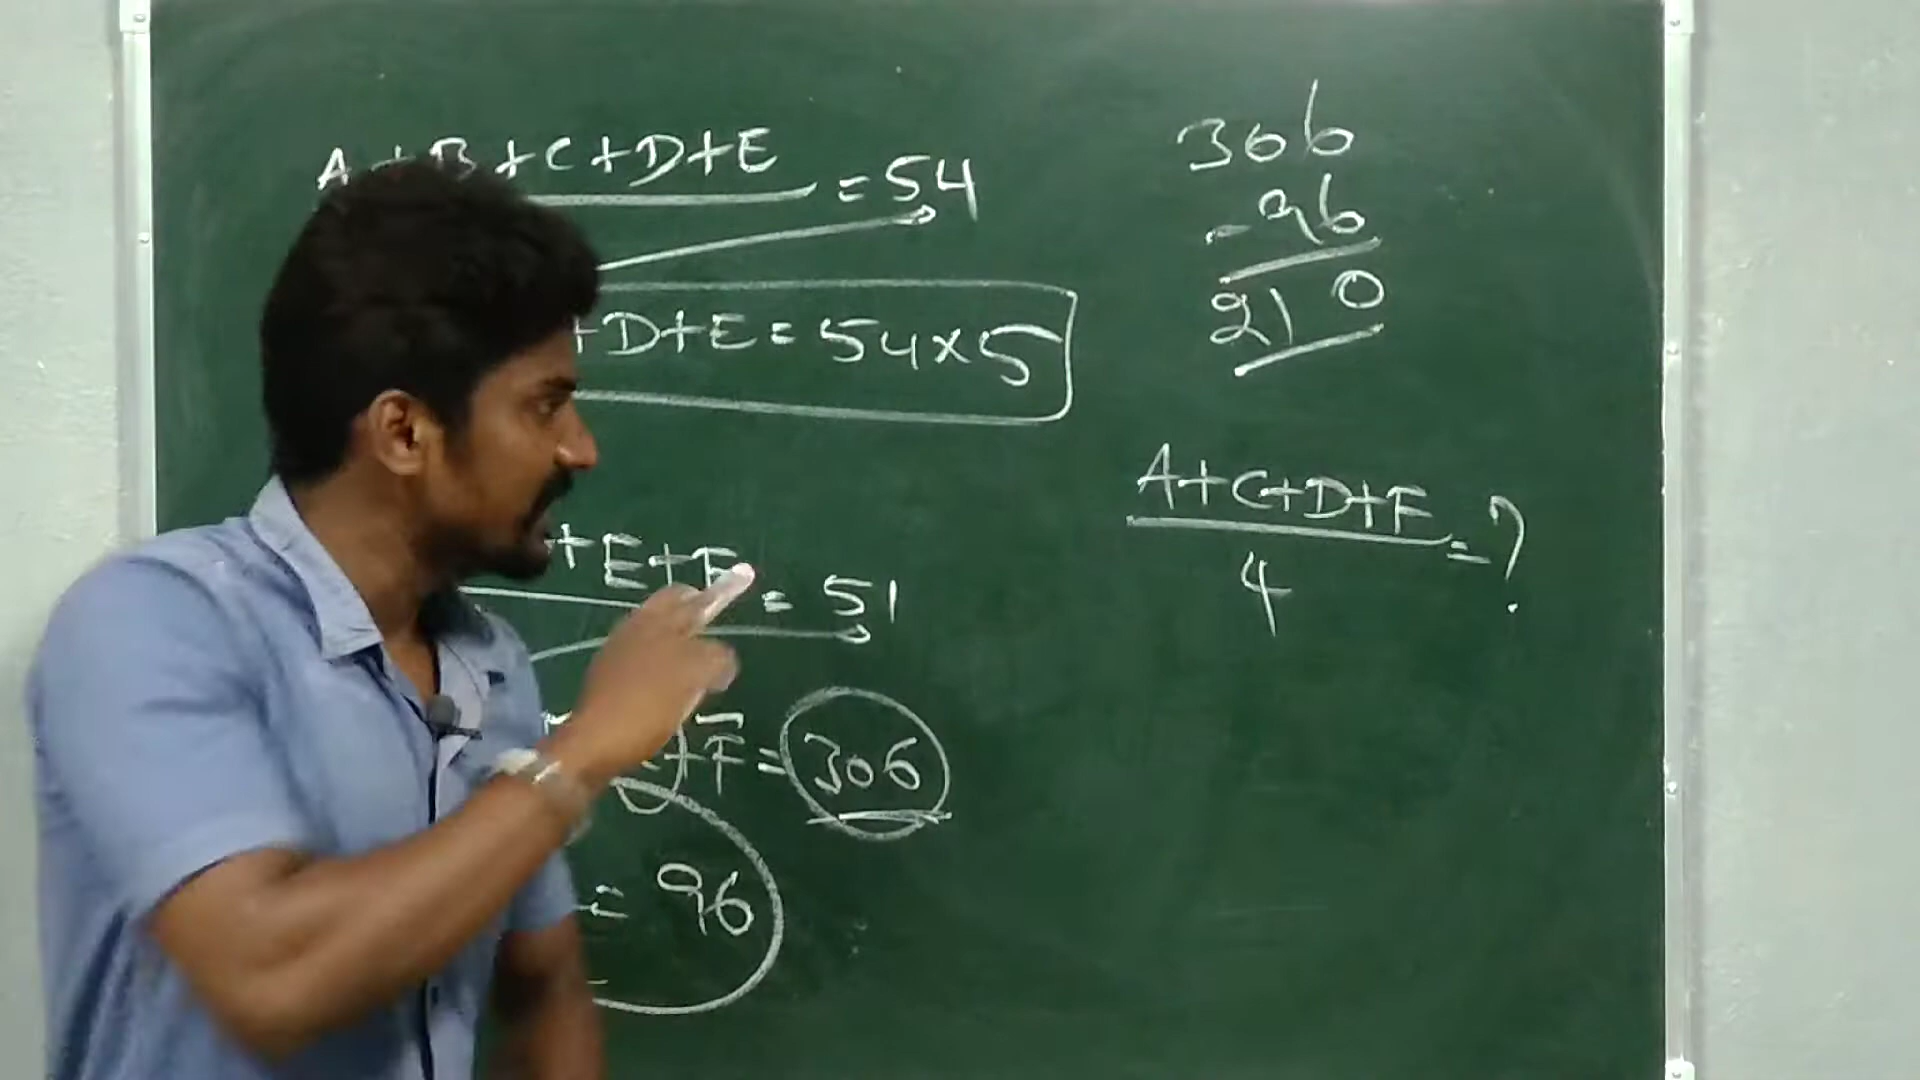 A+B+C+D+E
= 54
+D+E = 54×5
+E+F
= 51
+F = 306
= 96
306
- 96
210
A+C+D+F
4
= ?